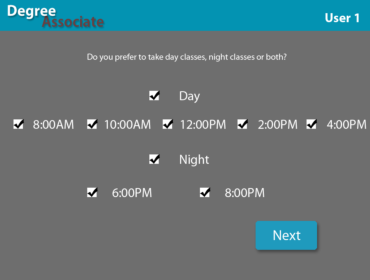 Degree
Associate
User 1
Do you prefer to take day classes, night classes or both?
Day
8:00AM 10:00AM 12:00PM 2:00PM 4:00PM
Night
6:00PM 8:00PM
Next